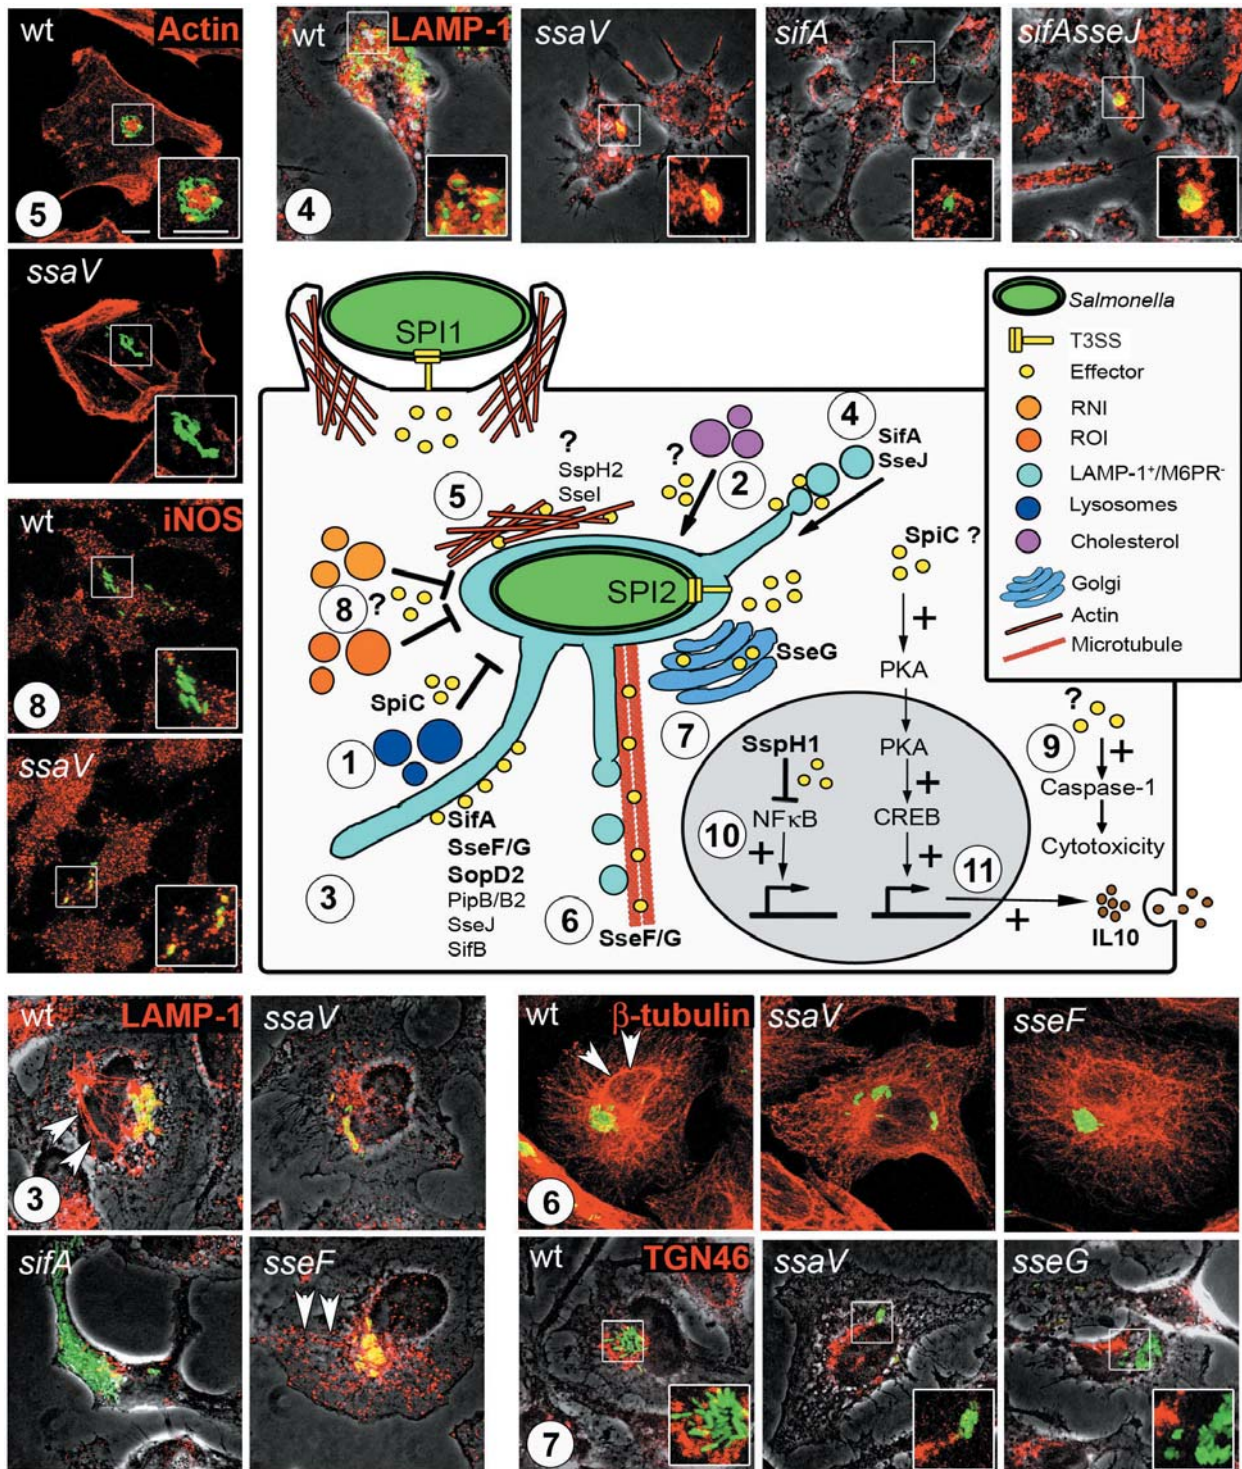 wt
Actin
5
ssaV
wt
LAMP-1
4
ssaV
sifA
sifAsseJ
wt
iNOS
8
ssaV
SPI1
?
SspH2
SseI
5
?
2
4
SifA
SseJ
SpiC ?
8
?
SPI2
SseG
7
SpiC
1
+
PKA
PKA
+
CREB
+
SspH1
NFκB
10
+
11
+
IL10
?
9
+
Caspase-1
Cytotoxicity
3
SifA
SseF/G
SopD2
PipB/B2
SseJ
SifB
6
SseF/G
Salmonella
T3SS
Effector
RNI
ROI
LAMP-1⁺/M6PR⁻
Lysosomes
Cholesterol
Golgi
Actin
Microtubule
wt
LAMP-1
3
ssaV
sifA
sseF
wt
β-tubulin
6
ssaV
sseF
wt
TGN46
7
ssaV
sseG